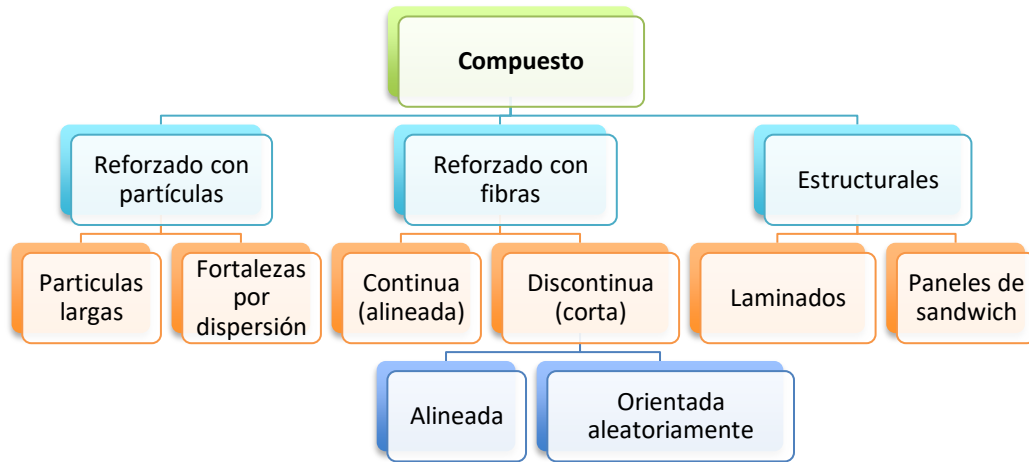 Compuesto
Reforzado con
partículas
Reforzado con
fibras
Estructurales
Particulas
largas
Fortalezas
por
dispersión
Continua
(alineada)
Discontinua
(corta)
Laminados
Paneles de
sandwich
Alineada
Orientada
aleatoriamente